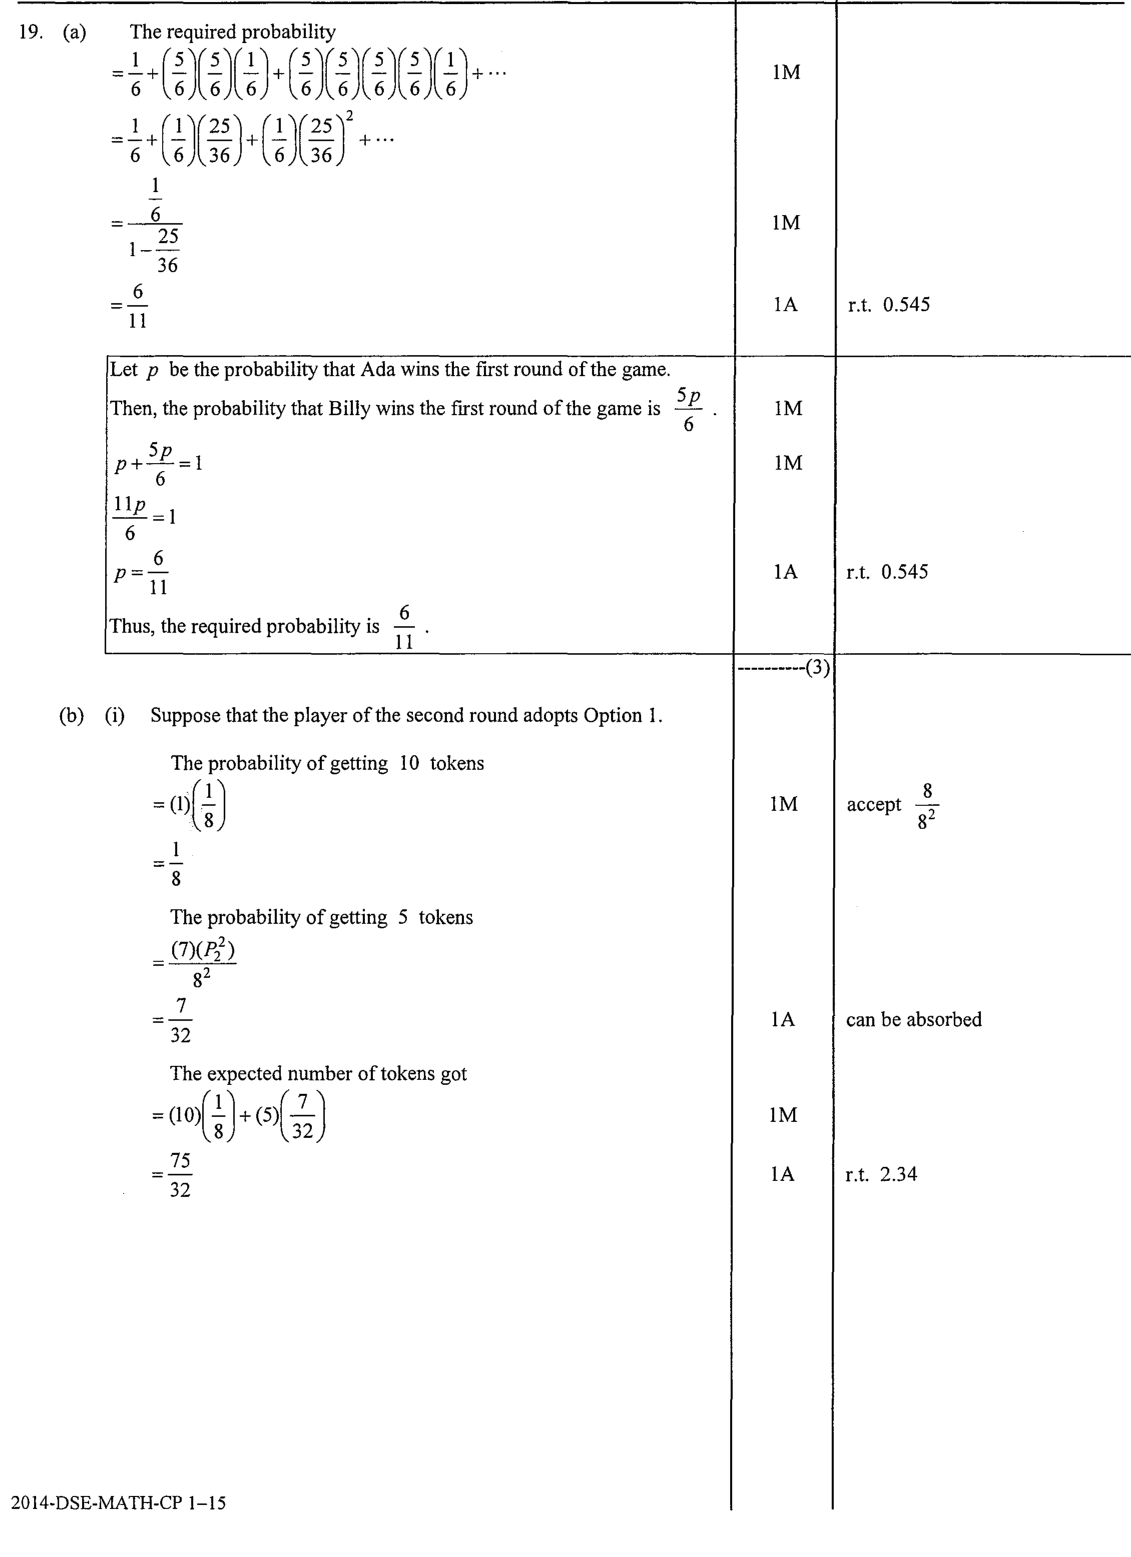 19. (a) The required probability
= 1/6 + (5/6)(5/6)(1/6) + (5/6)(5/6)(5/6)(5/6)(1/6) + ⋯ 1M
= 1/6 + (1/6)(25/36) + (1/6)(25/36)² + ⋯
= (1/6)/(1 − 25/36) 1M
= 6/11 1A r.t. 0.545
Let p be the probability that Ada wins the first round of the game.
Then, the probability that Billy wins the first round of the game is 5p/6 . 1M
p + 5p/6 = 1 1M
11p/6 = 1
p = 6/11 1A r.t. 0.545
Thus, the required probability is 6/11 .
----------(3)
(b) (i) Suppose that the player of the second round adopts Option 1.
The probability of getting 10 tokens
= (1)(1/8) 1M accept 8/8²
= 1/8
The probability of getting 5 tokens
= (7)(P₂²)/8²
= 7/32 1A can be absorbed
The expected number of tokens got
= (10)(1/8) + (5)(7/32) 1M
= 75/32 1A r.t. 2.34
2014-DSE-MATH-CP 1–15